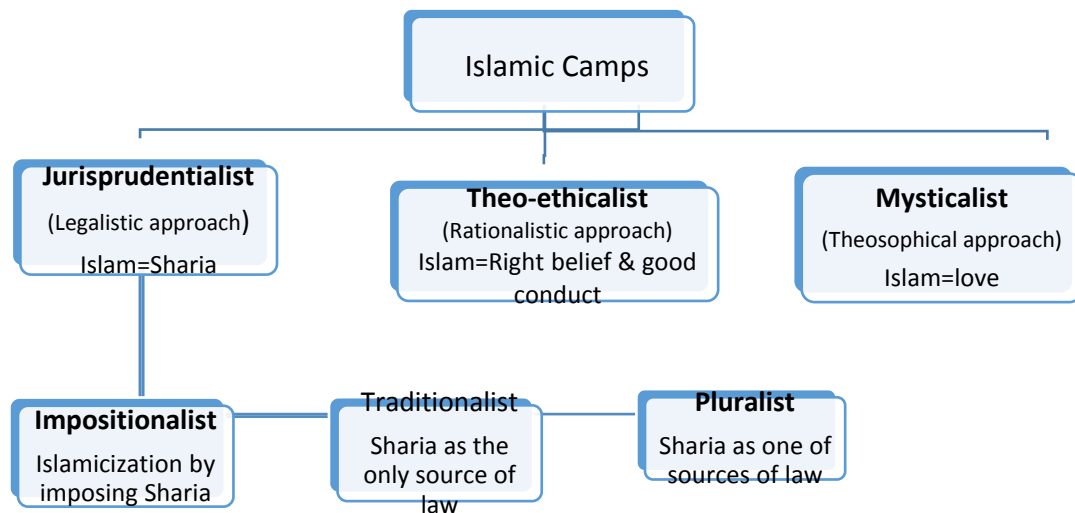 Islamic Camps
Jurisprudentialist
(Legalistic approach)
Islam=Sharia
Theo-ethicalist
(Rationalistic approach)
Islam=Right belief & good
conduct
Mysticalist
(Theosophical approach)
Islam=love
Impositionalist
Islamicization by
imposing Sharia
Traditionalist
Sharia as the
only source of
law
Pluralist
Sharia as one of
sources of law